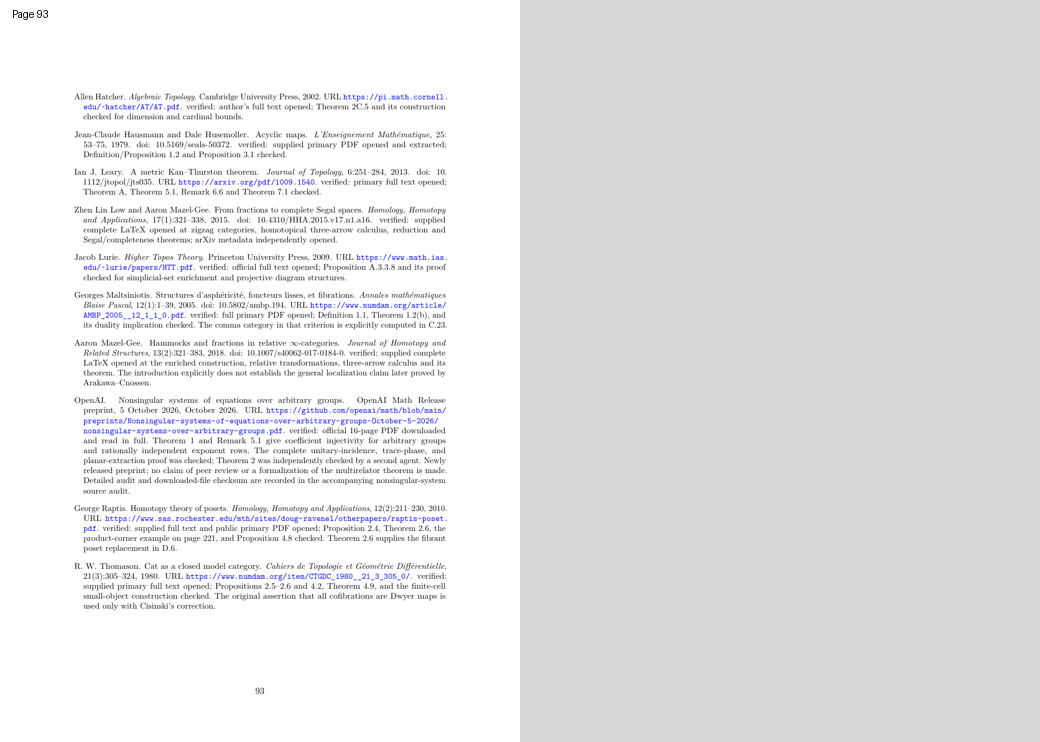 Page 93
Allen Hatcher. Algebraic Topology. Cambridge University Press, 2002. URL https://pi.math.cornell.
edu/~hatcher/AT/AT.pdf. verified: author's full text opened; Theorem 2C.5 and its construction
checked for dimension and cardinal bounds.
Jean-Claude Hausmann and Dale Husemoller. Acyclic maps. L'Enseignement Mathématique, 25:
53–75, 1979. doi: 10.5169/seals-50372. verified: supplied primary PDF opened and extracted;
Definition/Proposition 1.2 and Proposition 3.1 checked.
Ian J. Leary. A metric Kan–Thurston theorem. Journal of Topology, 6:251–284, 2013. doi: 10.
1112/jtopol/jts035. URL https://arxiv.org/pdf/1009.1540. verified: primary full text opened;
Theorem A, Theorem 5.1, Remark 6.6 and Theorem 7.1 checked.
Zhen Lin Low and Aaron Mazel-Gee. From fractions to complete Segal spaces. Homology, Homotopy
and Applications, 17(1):321–338, 2015. doi: 10.4310/HHA.2015.v17.n1.a16. verified: supplied
complete LaTeX opened at zigzag categories, homotopical three-arrow calculus, reduction and
Segal/completeness theorems; arXiv metadata independently opened.
Jacob Lurie. Higher Topos Theory. Princeton University Press, 2009. URL https://www.math.ias.
edu/~lurie/papers/HTT.pdf. verified: official full text opened; Proposition A.3.3.8 and its proof
checked for simplicial-set enrichment and projective diagram structures.
Georges Maltsiniotis. Structures d'asphéricité, foncteurs lisses, et fibrations. Annales mathématiques
Blaise Pascal, 12(1):1–39, 2005. doi: 10.5802/ambp.194. URL https://www.numdam.org/article/
AMBP_2005__12_1_1_0.pdf. verified: full primary PDF opened; Definition 1.1, Theorem 1.2(b), and
its duality implication checked. The comma category in that criterion is explicitly computed in C.23.
Aaron Mazel-Gee. Hammocks and fractions in relative ∞-categories. Journal of Homotopy and
Related Structures, 13(2):321–383, 2018. doi: 10.1007/s40062-017-0184-0. verified: supplied complete
LaTeX opened at the enriched construction, relative transformations, three-arrow calculus and its
theorem. The introduction explicitly does not establish the general localization claim later proved by
Arakawa–Cnossen.
OpenAI. Nonsingular systems of equations over arbitrary groups. OpenAI Math Release
preprint, 5 October 2026, October 2026. URL https://github.com/openai/math/blob/main/
preprints/Nonsingular-systems-of-equations-over-arbitrary-groups-October-5-2026/
nonsingular-systems-over-arbitrary-groups.pdf. verified: official 16-page PDF downloaded
and read in full. Theorem 1 and Remark 5.1 give coefficient injectivity for arbitrary groups
and rationally independent exponent rows. The complete unitary-incidence, trace-phase, and
planar-extraction proof was checked; Theorem 2 was independently checked by a second agent. Newly
released preprint; no claim of peer review or a formalization of the multirelator theorem is made.
Detailed audit and downloaded-file checksum are recorded in the accompanying nonsingular-system
source audit.
George Raptis. Homotopy theory of posets. Homology, Homotopy and Applications, 12(2):211–230, 2010.
URL https://www.sas.rochester.edu/mth/sites/doug-ravenel/otherpapers/raptis-poset.
pdf. verified: supplied full text and public primary PDF opened; Proposition 2.4, Theorem 2.6, the
product-corner example on page 221, and Proposition 4.8 checked. Theorem 2.6 supplies the fibrant
poset replacement in D.6.
R. W. Thomason. Cat as a closed model category. Cahiers de Topologie et Géométrie Différentielle,
21(3):305–324, 1980. URL https://www.numdam.org/item/CTGDC_1980__21_3_305_0/. verified:
supplied primary full text opened; Propositions 2.5–2.6 and 4.2, Theorem 4.9, and the finite-cell
small-object construction checked. The original assertion that all cofibrations are Dwyer maps is
used only with Cisinski's correction.
93